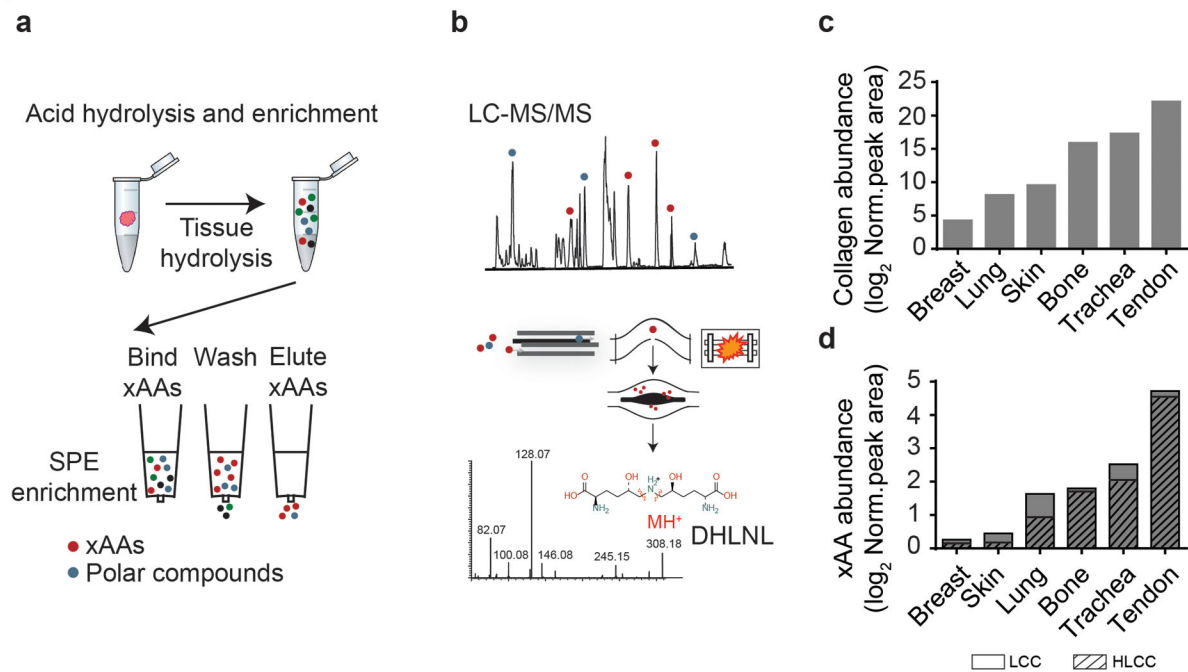 a
Acid hydrolysis and enrichment
Tissue
hydrolysis
Bind
xAAs
Wash
Elute
xAAs
SPE
enrichment
xAAs
Polar compounds
b
LC-MS/MS
128.07
82.07
100.08
146.08
245.15
308.18
O
HO
NH₂
OH
H₂
N
OH
O
OH
NH₂
MH⁺
DHLNL
c
Collagen abundance
(log₂ Norm.peak area)
25
20
15
10
5
0
Breast
Lung
Skin
Bone
Trachea
Tendon
d
xAA abundance
(log₂ Norm.peak area)
5
4
3
2
1
0
Breast
Skin
Lung
Bone
Trachea
Tendon
LCC
HLCC